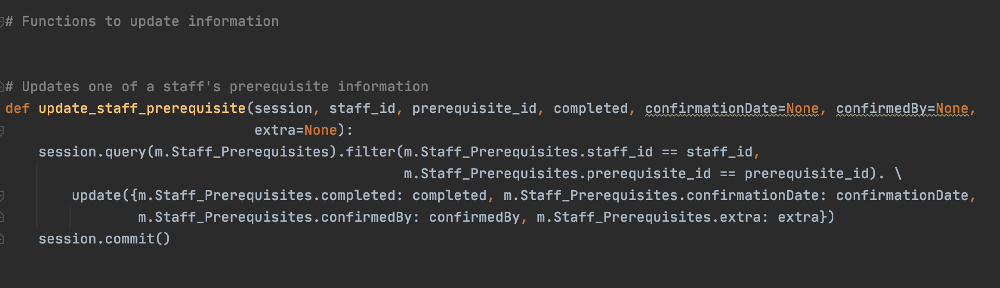 # Functions to update information
# Updates one of a staff's prerequisite information
def update_staff_prerequisite(session, staff_id, prerequisite_id, completed, confirmationDate=None, confirmedBy=None,
                              extra=None):
    session.query(m.Staff_Prerequisites).filter(m.Staff_Prerequisites.staff_id == staff_id,
                                                m.Staff_Prerequisites.prerequisite_id == prerequisite_id). \
        update({m.Staff_Prerequisites.completed: completed, m.Staff_Prerequisites.confirmationDate: confirmationDate,
                m.Staff_Prerequisites.confirmedBy: confirmedBy, m.Staff_Prerequisites.extra: extra})
    session.commit()